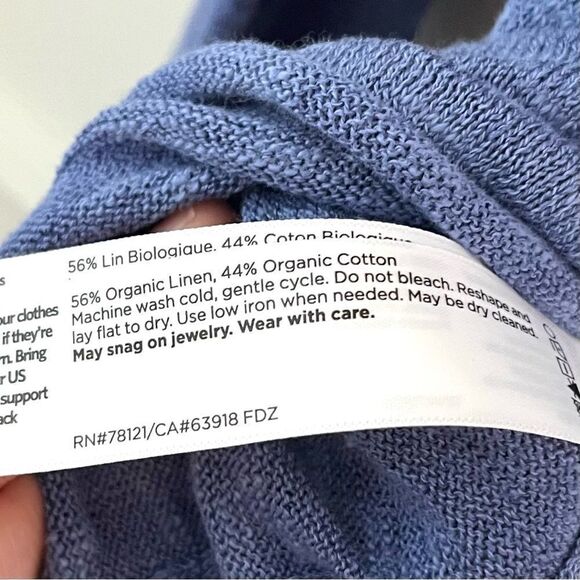 s
our clothes
if they're
m. Bring
r US
support
ack
56% Lin Biologique. 44% Coton Biologique
56% Organic Linen, 44% Organic Cotton
Machine wash cold, gentle cycle. Do not bleach. Reshape and
lay flat to dry. Use low iron when needed. May be dry cleaned.
May snag on jewelry. Wear with care.
RN#78121/CA#63918 FDZ